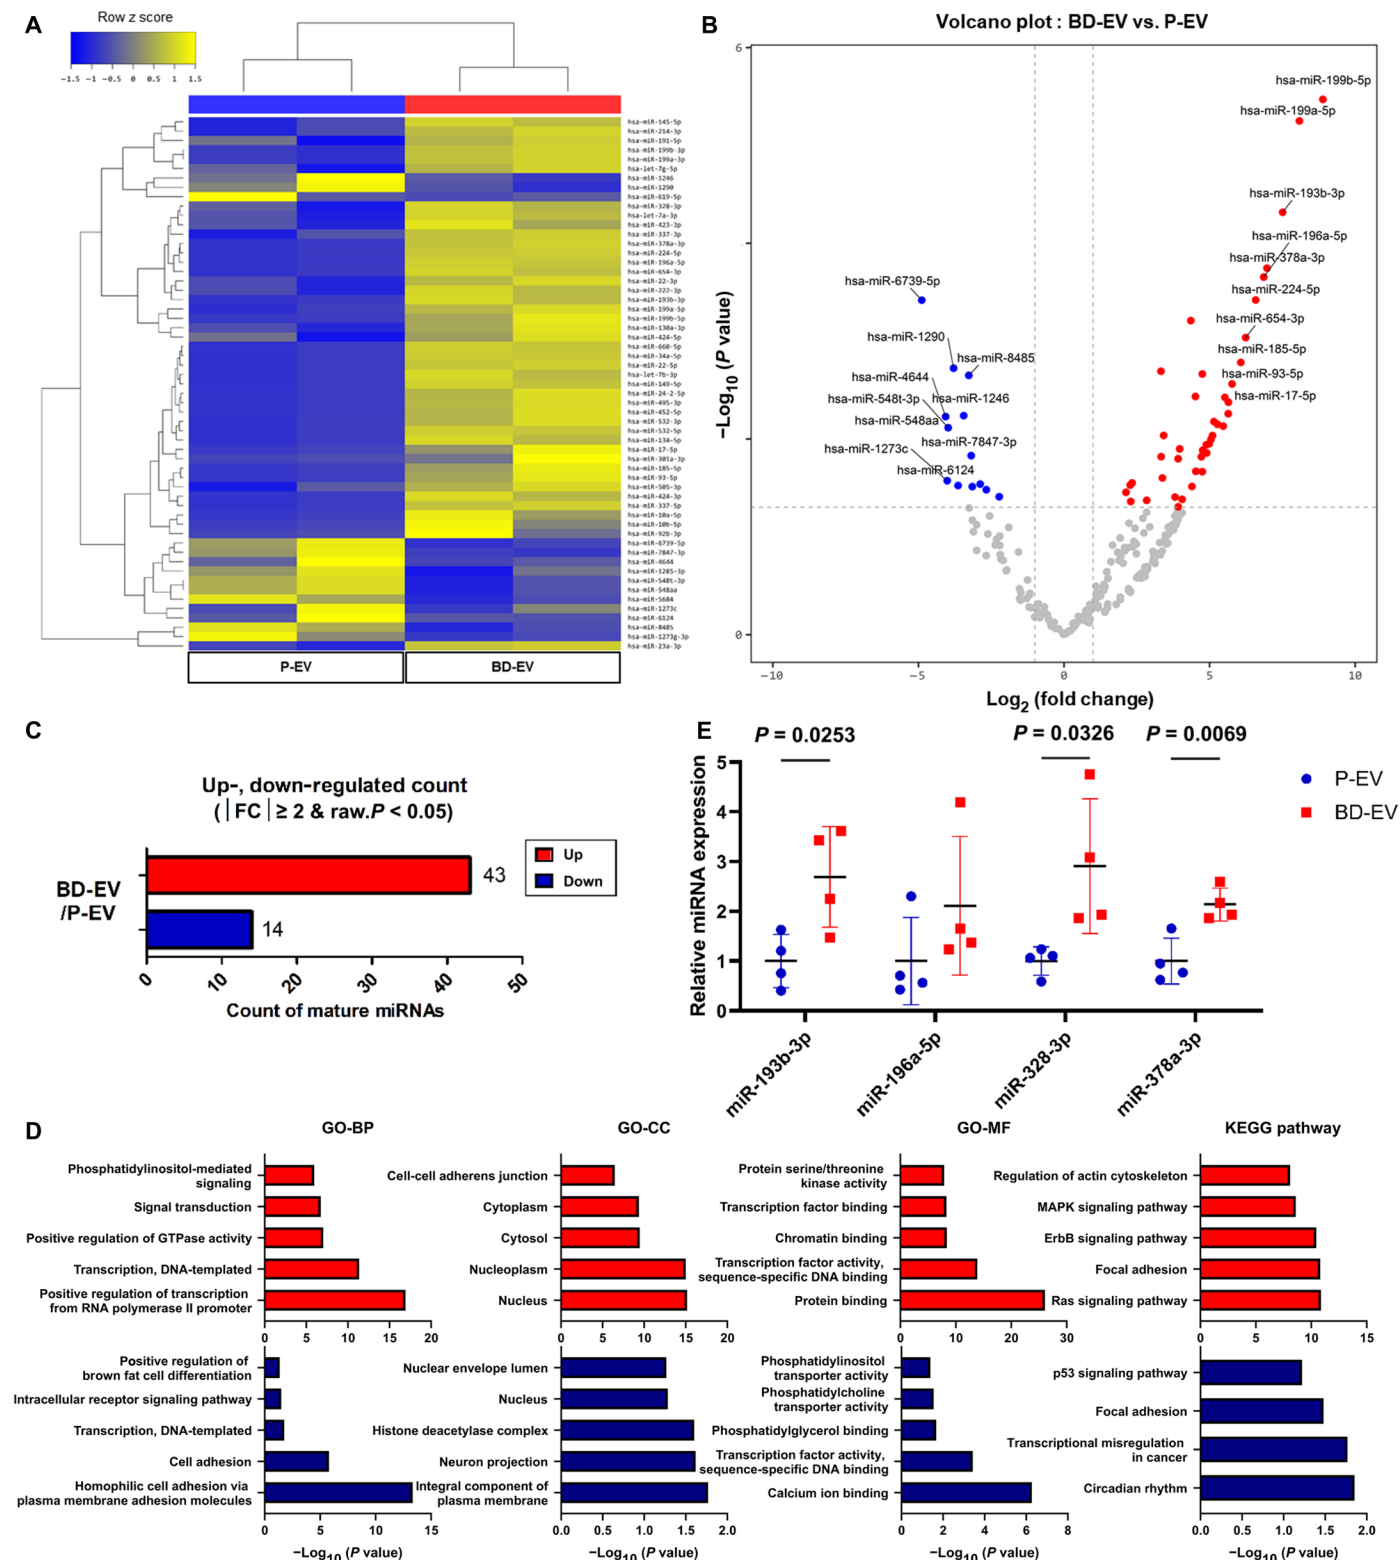 A
Row z score
−1.5 −1 −0.5 0 0.5 1 1.5
hsa-miR-145-5p
hsa-miR-214-3p
hsa-miR-191-5p
hsa-miR-199b-3p
hsa-miR-199a-3p
hsa-let-7g-5p
hsa-miR-1246
hsa-miR-1290
hsa-miR-619-5p
hsa-miR-328-3p
hsa-let-7a-3p
hsa-miR-423-3p
hsa-miR-337-3p
hsa-miR-378a-3p
hsa-miR-224-5p
hsa-miR-196a-5p
hsa-miR-654-3p
hsa-miR-22-3p
hsa-miR-222-3p
hsa-miR-193b-3p
hsa-miR-199a-5p
hsa-miR-199b-5p
hsa-miR-130a-3p
hsa-miR-424-5p
hsa-miR-660-5p
hsa-miR-34a-5p
hsa-miR-22-5p
hsa-let-7b-3p
hsa-miR-149-5p
hsa-miR-24-2-5p
hsa-miR-495-3p
hsa-miR-452-5p
hsa-miR-532-3p
hsa-miR-532-5p
hsa-miR-134-5p
hsa-miR-17-5p
hsa-miR-301a-3p
hsa-miR-185-5p
hsa-miR-93-5p
hsa-miR-505-3p
hsa-miR-424-3p
hsa-miR-337-5p
hsa-miR-10a-5p
hsa-miR-10b-5p
hsa-miR-92b-3p
hsa-miR-6739-5p
hsa-miR-7847-3p
hsa-miR-4644
hsa-miR-1285-3p
hsa-miR-548t-3p
hsa-miR-548aa
hsa-miR-5684
hsa-miR-1273c
hsa-miR-6124
hsa-miR-8485
hsa-miR-1273g-3p
hsa-miR-23a-3p
P-EV BD-EV
B
Volcano plot : BD-EV vs. P-EV
6
0
−Log10 (P value)
hsa-miR-199b-5p
hsa-miR-199a-5p
hsa-miR-193b-3p
hsa-miR-196a-5p
hsa-miR-378a-3p
hsa-miR-224-5p
hsa-miR-654-3p
hsa-miR-185-5p
hsa-miR-93-5p
hsa-miR-17-5p
hsa-miR-6739-5p
hsa-miR-1290
hsa-miR-8485
hsa-miR-4644
hsa-miR-548t-3p
hsa-miR-1246
hsa-miR-548aa
hsa-miR-7847-3p
hsa-miR-1273c
hsa-miR-6124
−10 −5 0 5 10
Log2 (fold change)
C
Up-, down-regulated count
(│FC│≥ 2 & raw.P < 0.05)
BD-EV
/P-EV
43
14
Up
Down
0 10 20 30 40 50
Count of mature miRNAs
E
P = 0.0253 P = 0.0326 P = 0.0069
Relative miRNA expression
5
4
3
2
1
0
P-EV
BD-EV
miR-193b-3p
miR-196a-5p
miR-328-3p
miR-378a-3p
D
GO-BP
Phosphatidylinositol-mediated
signaling
Signal transduction
Positive regulation of GTPase activity
Transcription, DNA-templated
Positive regulation of transcription
from RNA polymerase II promoter
0 5 10 15 20
Positive regulation of
brown fat cell differentiation
Intracellular receptor signaling pathway
Transcription, DNA-templated
Cell adhesion
Homophilic cell adhesion via
plasma membrane adhesion molecules
0 5 10 15
−Log10 (P value)
GO-CC
Cell-cell adherens junction
Cytoplasm
Cytosol
Nucleoplasm
Nucleus
0 5 10 15 20
Nuclear envelope lumen
Nucleus
Histone deacetylase complex
Neuron projection
Integral component of
plasma membrane
0.0 0.5 1.0 1.5 2.0
−Log10 (P value)
GO-MF
Protein serine/threonine
kinase activity
Transcription factor binding
Chromatin binding
Transcription factor activity,
sequence-specific DNA binding
Protein binding
0 10 20 30
Phosphatidylinositol
transporter activity
Phosphatidylcholine
transporter activity
Phosphatidylglycerol binding
Transcription factor activity,
sequence-specific DNA binding
Calcium ion binding
0 2 4 6 8
−Log10 (P value)
KEGG pathway
Regulation of actin cytoskeleton
MAPK signaling pathway
ErbB signaling pathway
Focal adhesion
Ras signaling pathway
0 5 10 15
p53 signaling pathway
Focal adhesion
Transcriptional misregulation
in cancer
Circadian rhythm
0.0 0.5 1.0 1.5 2.0
−Log10 (P value)